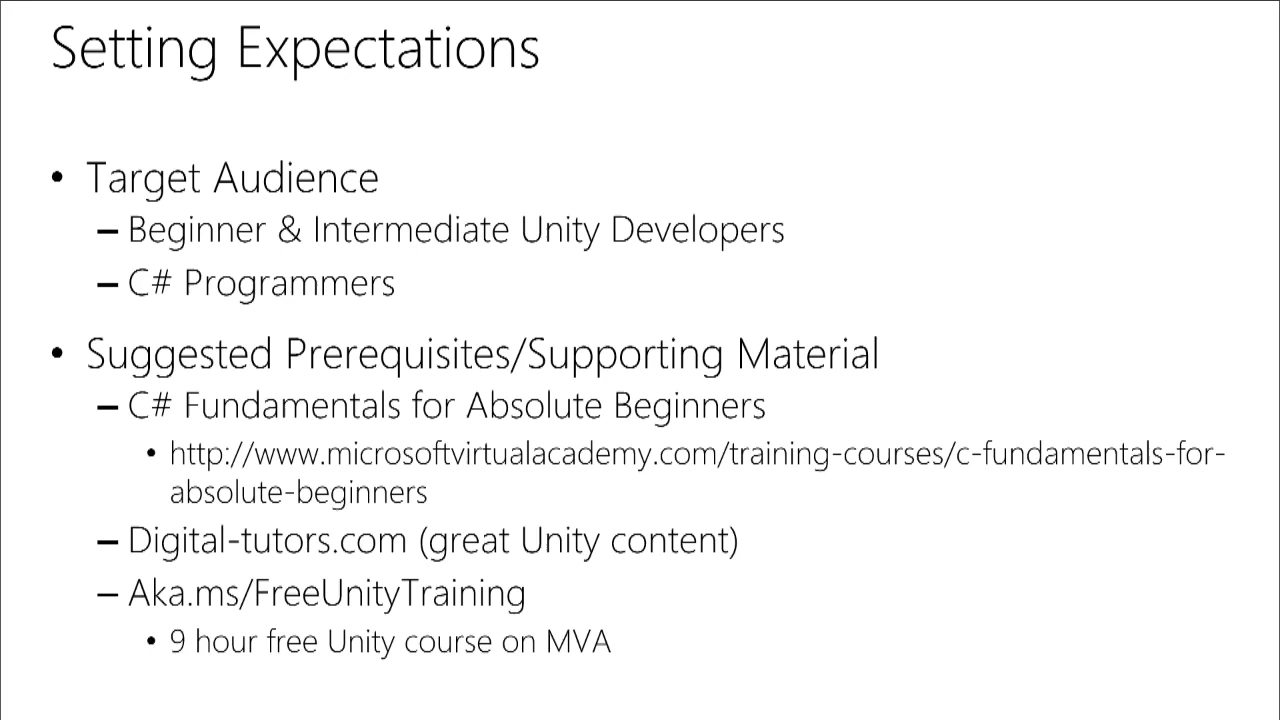 Setting Expectations
• Target Audience
– Beginner & Intermediate Unity Developers
– C# Programmers
• Suggested Prerequisites/Supporting Material
– C# Fundamentals for Absolute Beginners
• http://www.microsoftvirtualacademy.com/training-courses/c-fundamentals-for-
absolute-beginners
– Digital-tutors.com (great Unity content)
– Aka.ms/FreeUnityTraining
• 9 hour free Unity course on MVA